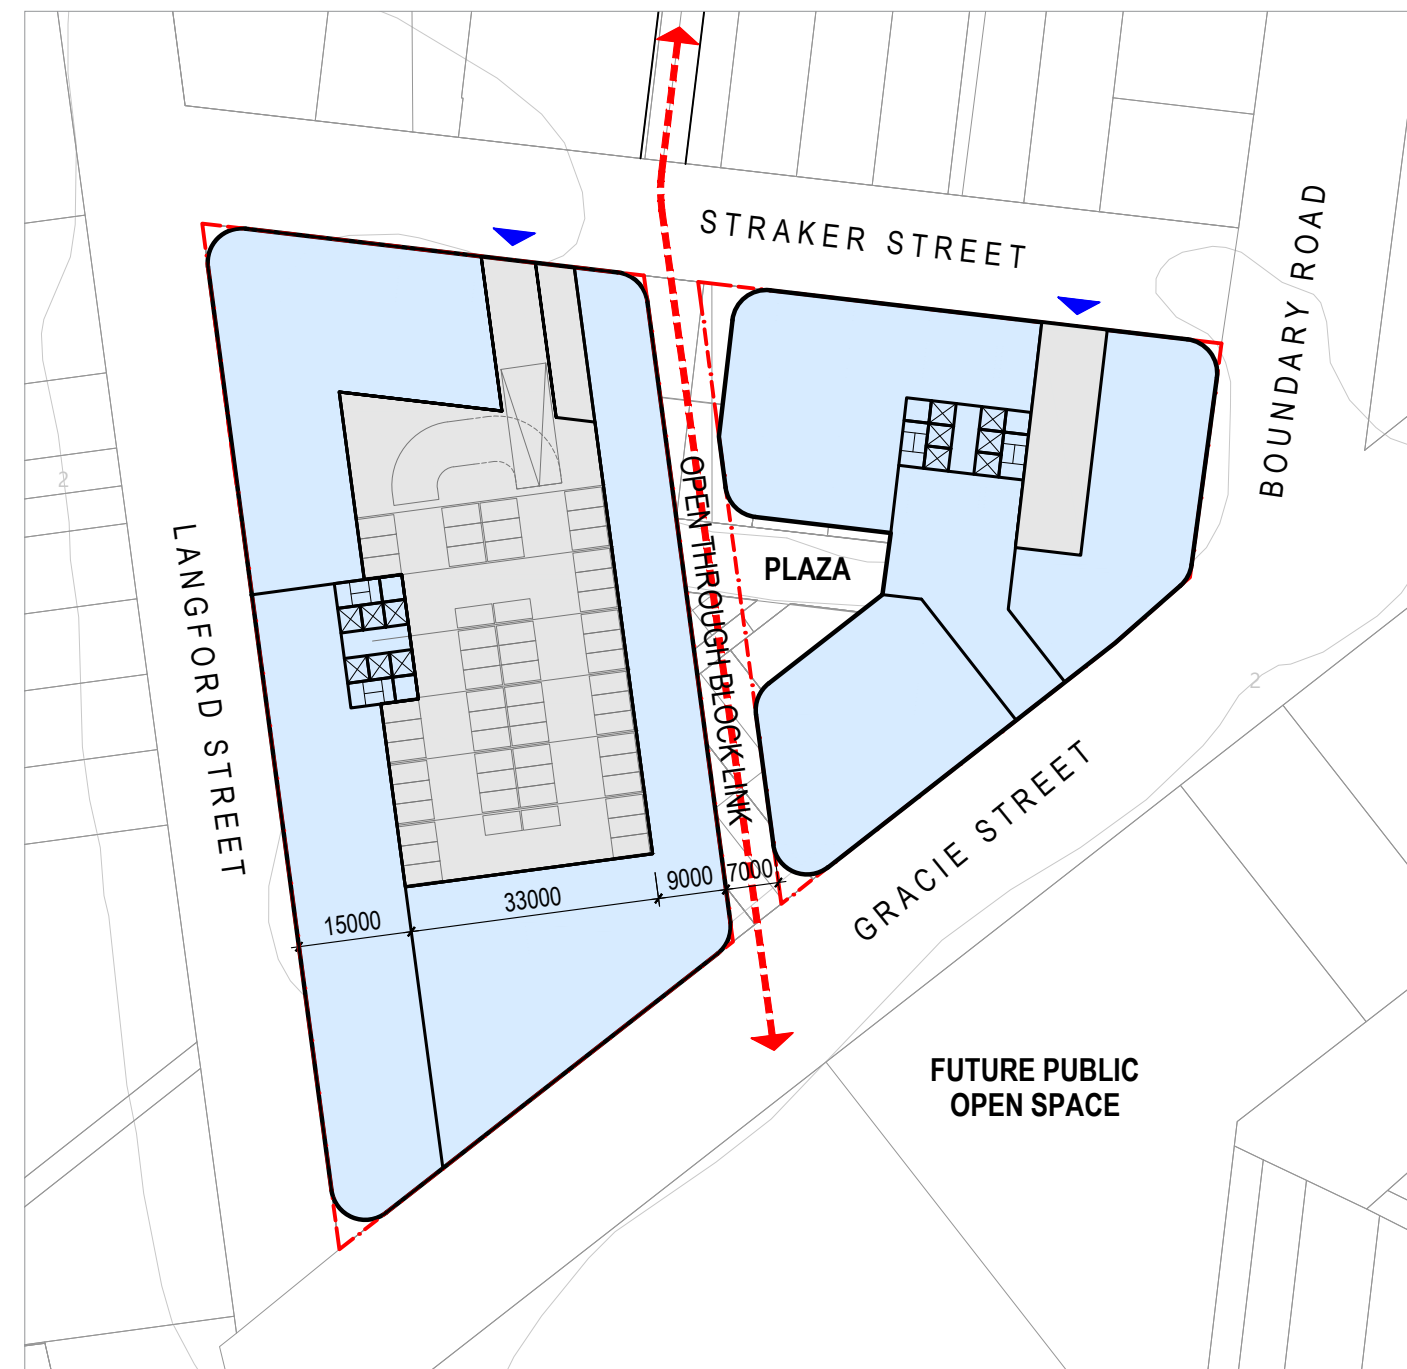 STRAKER STREET
BOUNDARY ROAD
2
OPEN THROUGH BLOCK LINK
LANGFORD STREET
PLAZA
2
GRACIE STREET
15000
33000
9000
7000
FUTURE PUBLIC
OPEN SPACE